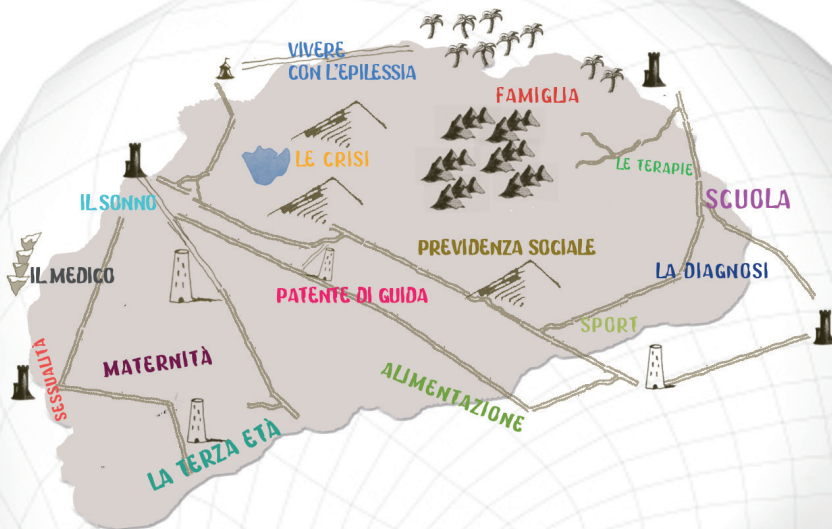 VIVERE
CON L'EPILESSIA
FAMIGLIA
LE CRISI
LE TERAPIE
IL SONNO
SCUOLA
PREVIDENZA SOCIALE
IL MEDICO
LA DIAGNOSI
PATENTE DI GUIDA
SPORT
MATERNITÀ
SESSUALITÀ
ALIMENTAZIONE
LA TERZA ETÀ